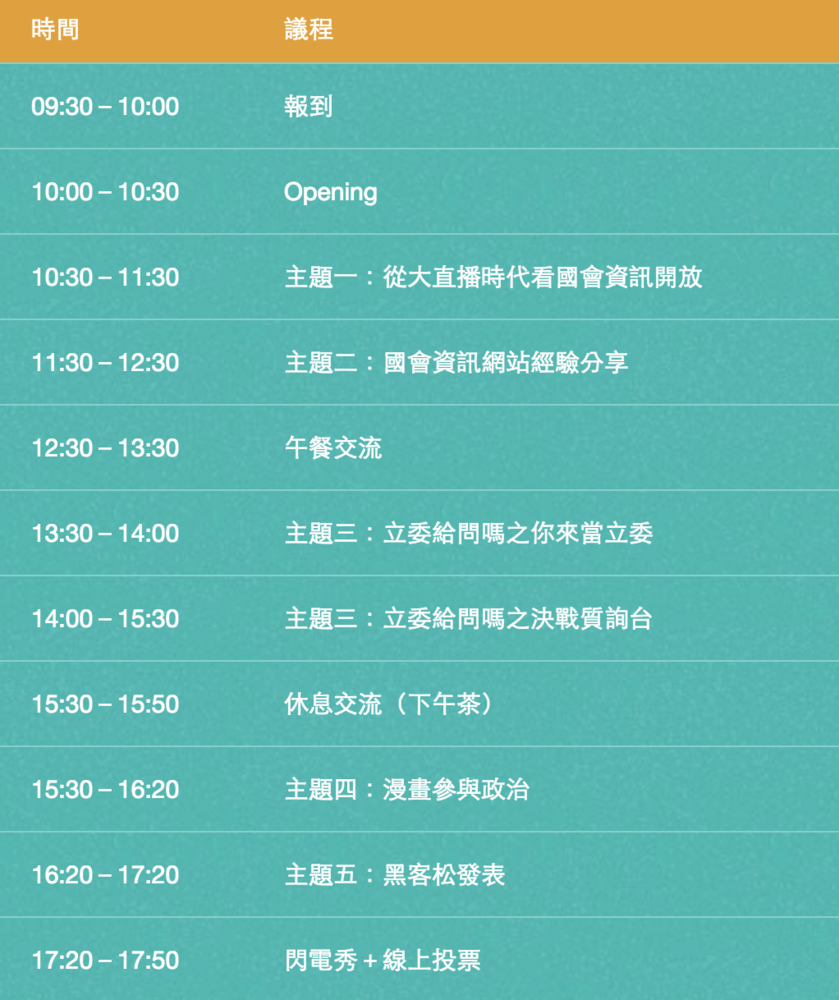 時間 議程
09:30 – 10:00 報到
10:00 – 10:30 Opening
10:30 – 11:30 主題一：從大直播時代看國會資訊開放
11:30 – 12:30 主題二：國會資訊網站經驗分享
12:30 – 13:30 午餐交流
13:30 – 14:00 主題三：立委給問嗎之你來當立委
14:00 – 15:30 主題三：立委給問嗎之決戰質詢台
15:30 – 15:50 休息交流（下午茶）
15:30 – 16:20 主題四：漫畫參與政治
16:20 – 17:20 主題五：黑客松發表
17:20 – 17:50 閃電秀 + 線上投票